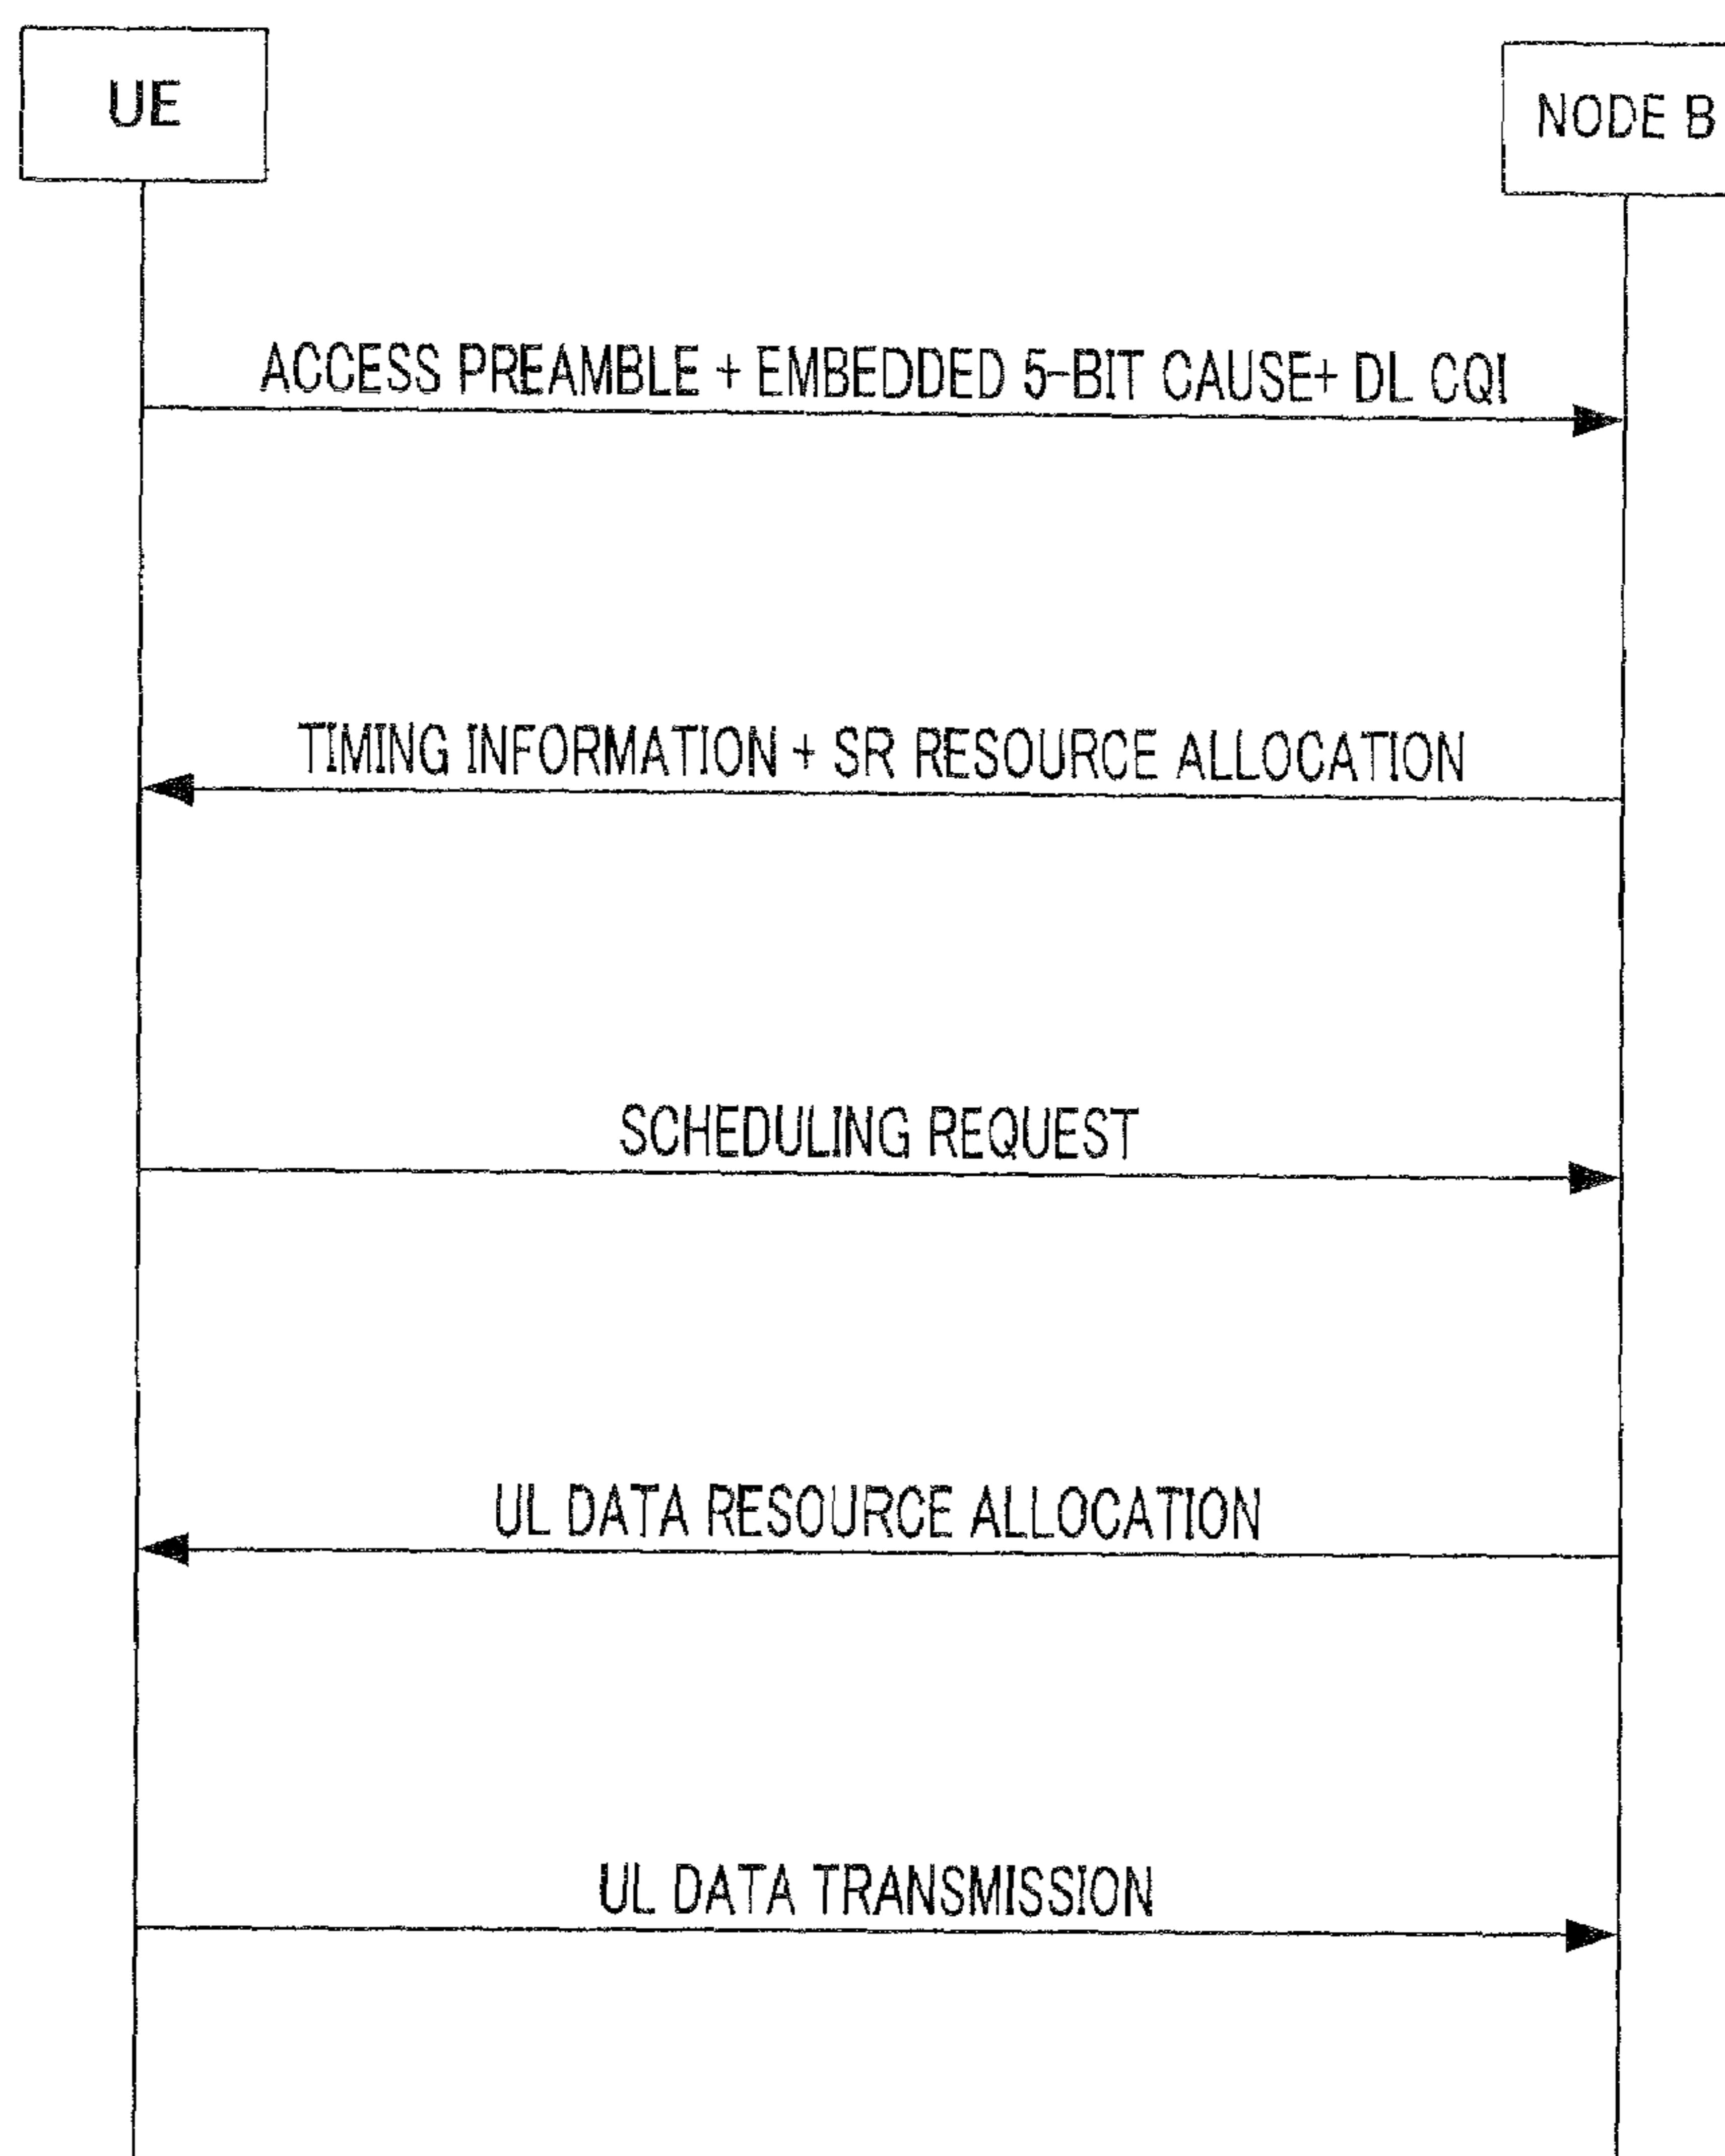 UE
NODE B
ACCESS PREAMBLE + EMBEDDED 5-BIT CAUSE+ DL CQI
TIMING INFORMATION + SR RESOURCE ALLOCATION
SCHEDULING REQUEST
UL DATA RESOURCE ALLOCATION
UL DATA TRANSMISSION